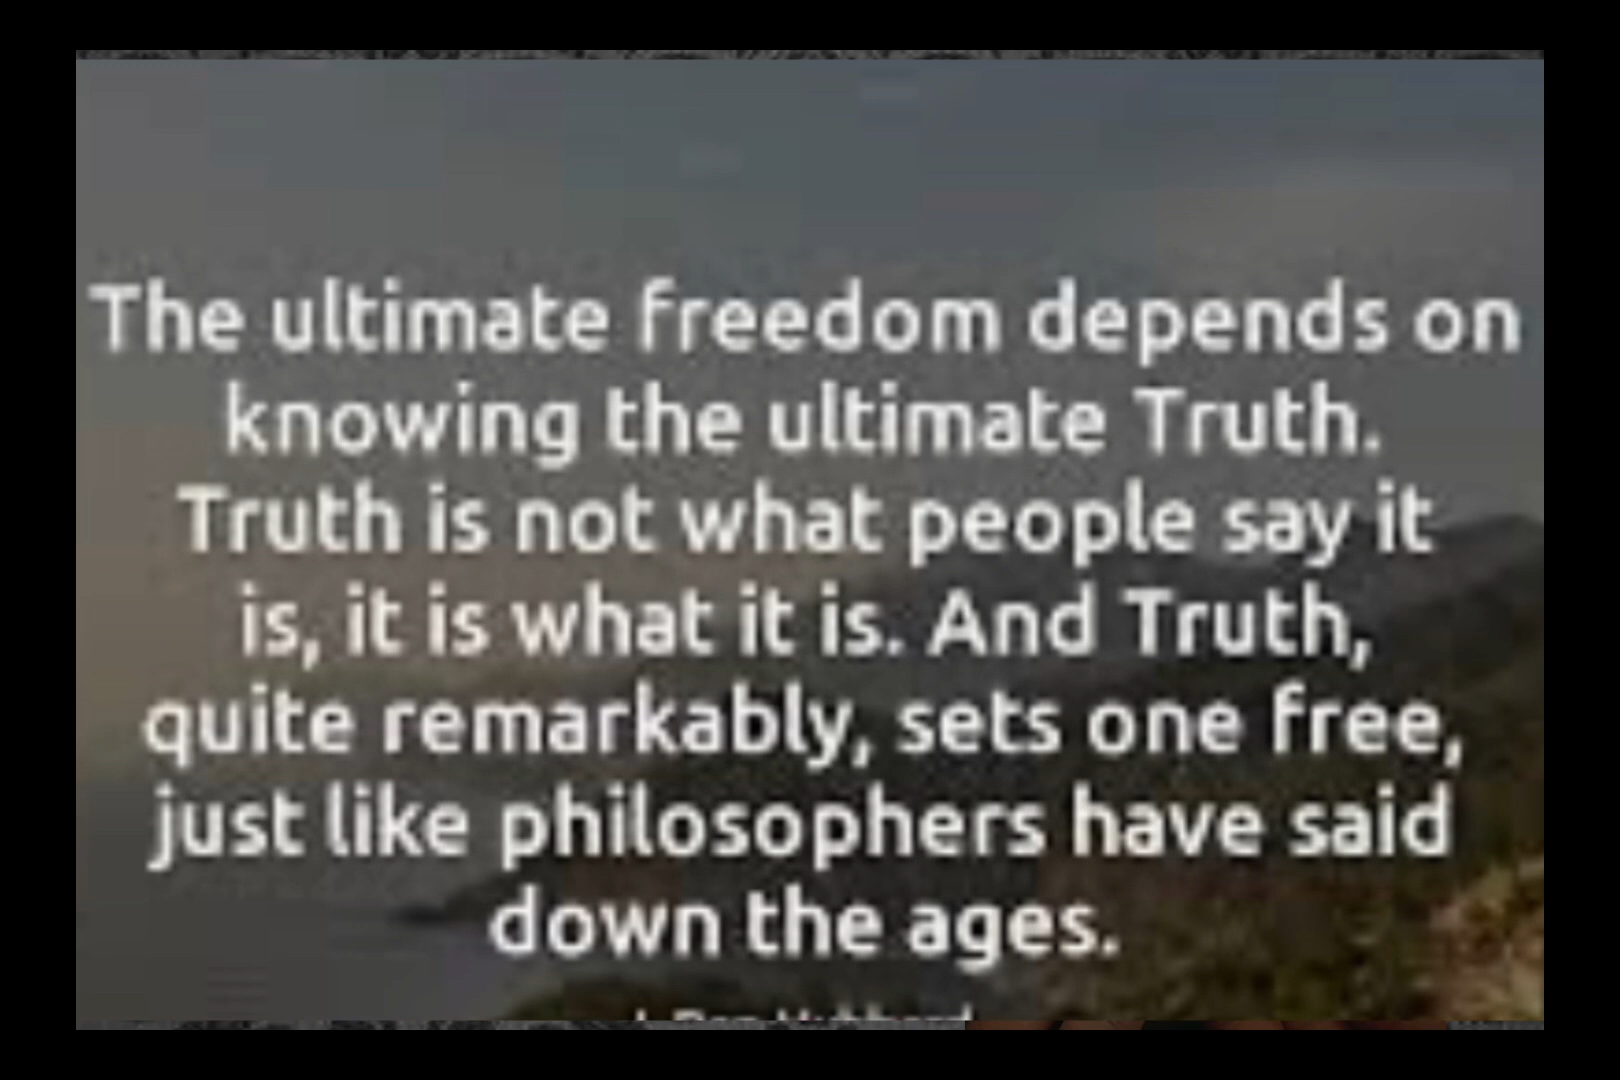 The ultimate freedom depends on
knowing the ultimate Truth.
Truth is not what people say it
is, it is what it is. And Truth,
quite remarkably, sets one free,
just like philosophers have said
down the ages.